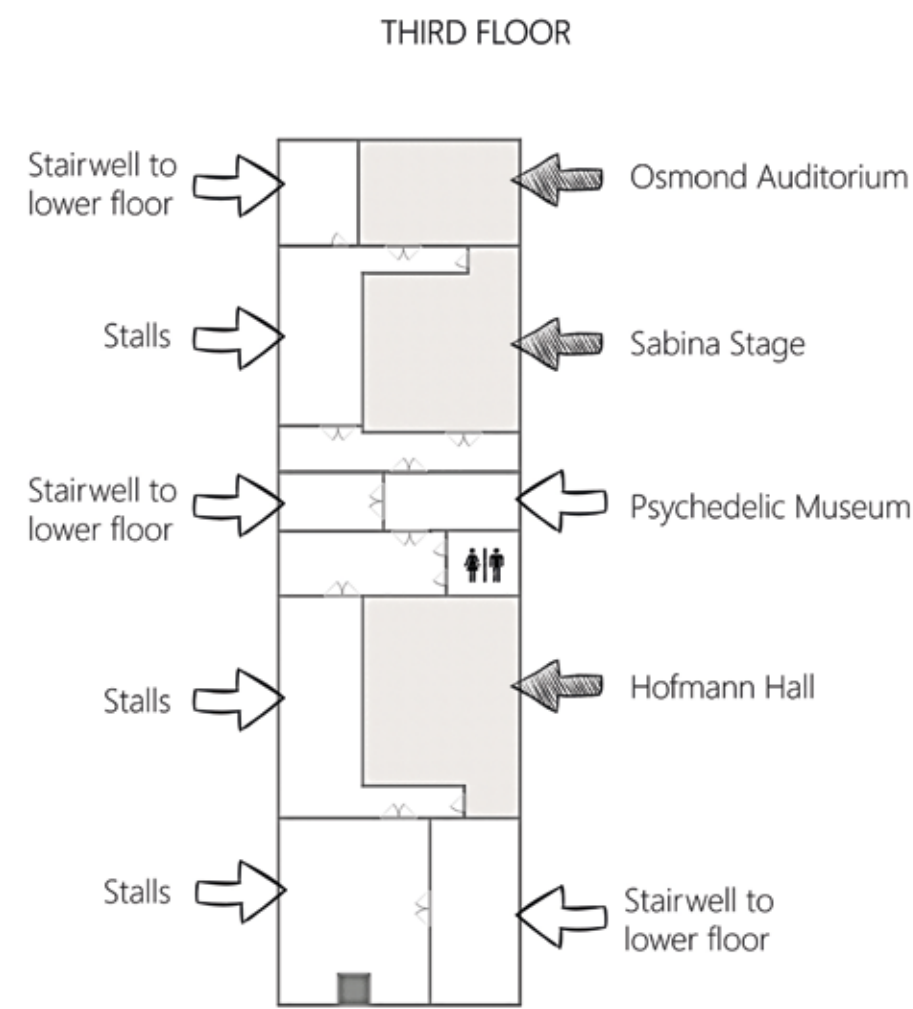 THIRD FLOOR
Stairwell to
lower floor
Osmond Auditorium
Stalls
Sabina Stage
Stairwell to
lower floor
Psychedelic Museum
Stalls
Hofmann Hall
Stalls
Stairwell to
lower floor